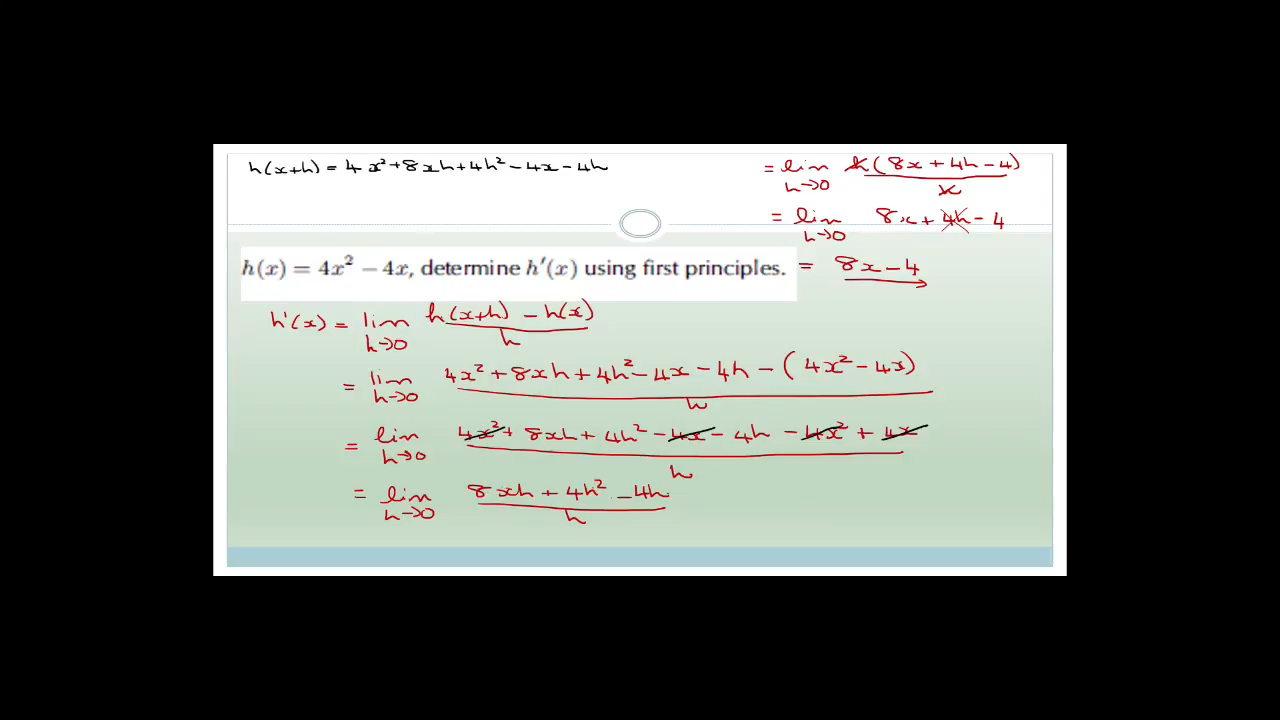 h(x+h) = 4x² + 8xh + 4h² - 4x - 4h
h(x) = 4x² − 4x, determine h′(x) using first principles.
h'(x) = lim h(x+h) - h(x)
h→0 h
= lim 4x² + 8xh + 4h² - 4x - 4h - (4x² - 4x)
h→0 h
= lim 4x² + 8xh + 4h² - 4x - 4h - 4x² + 4x
h→0 h
= lim 8xh + 4h² - 4h
h→0 h
= lim h(8x + 4h - 4)
h→0 h
= lim 8x + 4h - 4
h→0
= 8x - 4